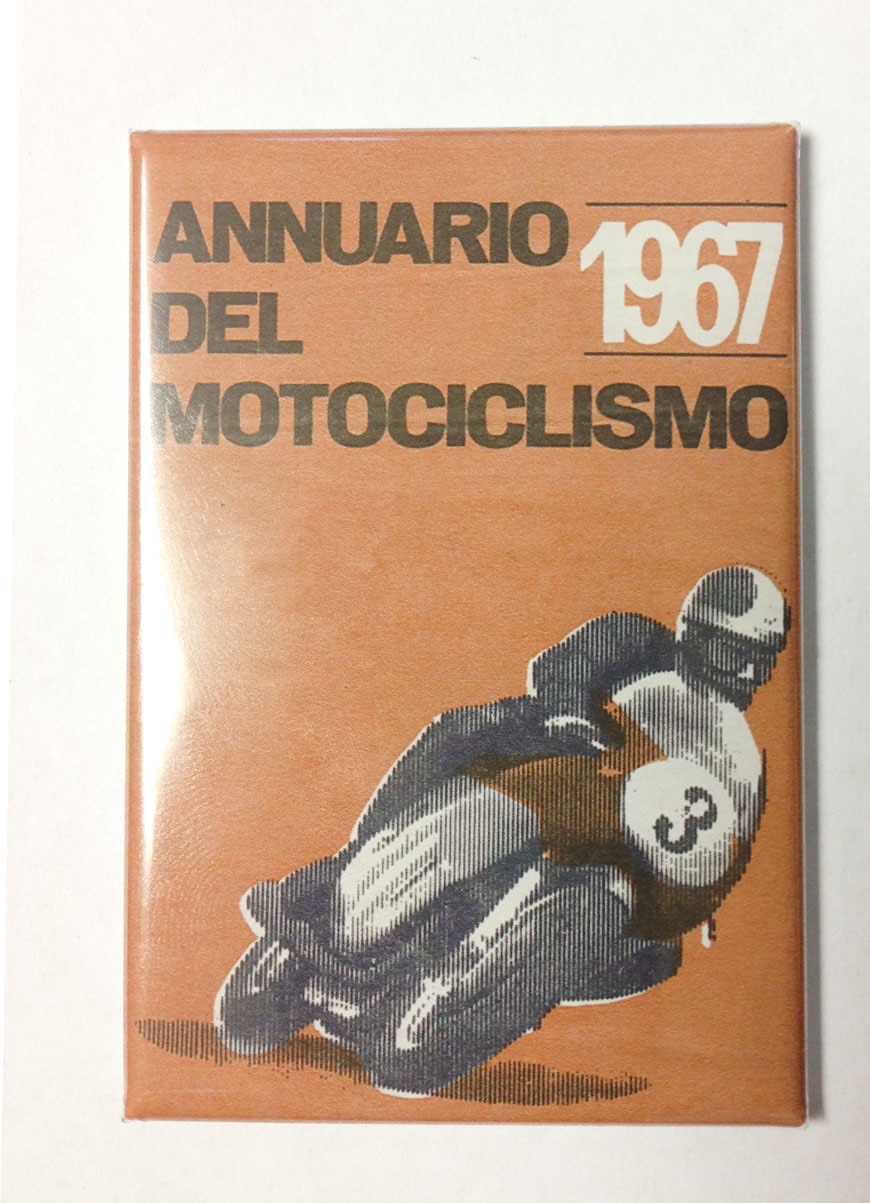 ANNUARIO 1967
DEL
MOTOCICLISMO
3